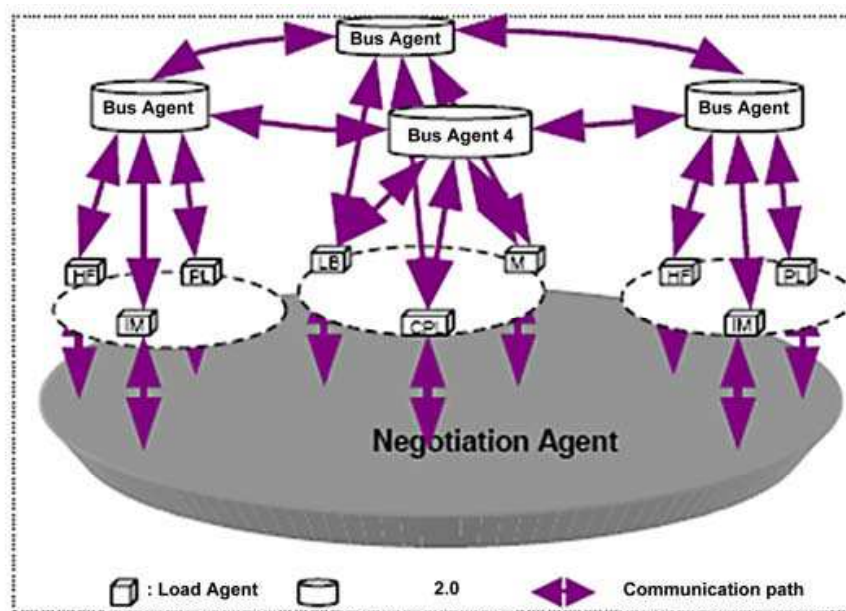 Bus Agent
Bus Agent
Bus Agent
Bus Agent 4
HF
PL
LB
M
HF
PL
IM
CPL
IM
Negotiation Agent
: Load Agent
2.0
Communication path